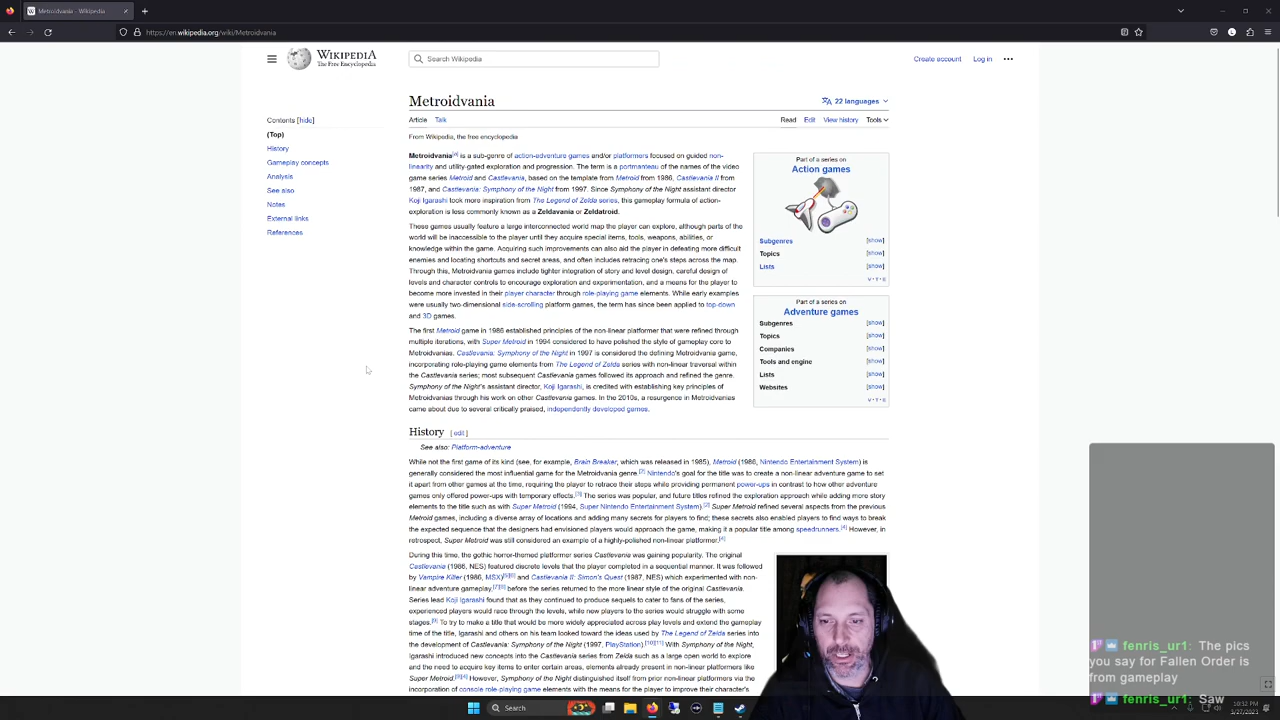 Metroidvania - Wikipedia
https://en.wikipedia.org/wiki/Metroidvania
WIKIPEDIA
The Free Encyclopedia
Search Wikipedia
Create account
Log in
Contents [hide]
(Top)
History
Gameplay concepts
Analysis
See also
Notes
External links
References
Metroidvania
22 languages
Article Talk
Read Edit View history Tools
From Wikipedia, the free encyclopedia
Metroidvania[a] is a sub-genre of action-adventure games and/or platformers focused on guided non-
linearity and utility-gated exploration and progression. The term is a portmanteau of the names of the video
game series Metroid and Castlevania, based on the template from Metroid from 1986, Castlevania II from
1987, and Castlevania: Symphony of the Night from 1997. Since Symphony of the Night assistant director
Koji Igarashi took more inspiration from The Legend of Zelda series, this gameplay formula of action-
exploration is less commonly known as a Zeldavania or Zeldatroid.
These games usually feature a large interconnected world map the player can explore, although parts of the
world will be inaccessible to the player until they acquire special items, tools, weapons, abilities, or
knowledge within the game. Acquiring such improvements can also aid the player in defeating more difficult
enemies and locating shortcuts and secret areas, and often includes retracing one's steps across the map.
Through this, Metroidvania games include tighter integration of story and level design, careful design of
levels and character controls to encourage exploration and experimentation, and a means for the player to
become more invested in their player character through role-playing game elements. While early examples
were usually two-dimensional side-scrolling platform games, the term has since been applied to top-down
and 3D games.
The first Metroid game in 1986 established principles of the non-linear platformer that were refined through
multiple iterations, with Super Metroid in 1994 considered to have polished the style of gameplay core to
Metroidvanias. Castlevania: Symphony of the Night in 1997 is considered the defining Metroidvania game,
incorporating role-playing game elements from The Legend of Zelda series with non-linear traversal within
the Castlevania series; most subsequent Castlevania games followed its approach and refined the genre.
Symphony of the Night's assistant director, Koji Igarashi, is credited with establishing key principles of
Metroidvanias through his work on other Castlevania games. In the 2010s, a resurgence in Metroidvanias
came about due to several critically praised, independently developed games.
Part of a series on
Action games
Subgenres [show]
Topics [show]
Lists [show]
V · T · S
Part of a series on
Adventure games
Subgenres [show]
Topics [show]
Companies [show]
Tools and engine [show]
Lists [show]
Websites [show]
V · T · S
History [ edit ]
See also: Platform-adventure
While not the first game of its kind (see, for example, Brain Breaker, which was released in 1985), Metroid (1986, Nintendo Entertainment System) is
generally considered the most influential game for the Metroidvania genre.[2] Nintendo's goal for the title was to create a non-linear adventure game to set
it apart from other games at the time, requiring the player to retrace their steps while providing permanent power-ups in contrast to how other adventure
games only offered power-ups with temporary effects.[3] The series was popular, and future titles refined the exploration approach while adding more story
elements to the title such as with Super Metroid (1994, Super Nintendo Entertainment System).[2] Super Metroid refined several aspects from the previous
Metroid games, including a diverse array of locations and adding many secrets for players to find; these secrets also enabled players to find ways to break
the expected sequence that the designers had envisioned players would approach the game, making it a popular title among speedrunners.[4] However, in
retrospect, Super Metroid was still considered an example of a highly-polished non-linear platformer.[4]
During this time, the gothic horror-themed platformer series Castlevania was gaining popularity. The original
Castlevania (1986, NES) featured discrete levels that the player completed in a sequential manner. It was followed
by Vampire Killer (1986, MSX)[5][6] and Castlevania II: Simon's Quest (1987, NES) which experimented with non-
linear adventure gameplay,[7][8] before the series returned to the more linear style of the original Castlevania.
Series lead Koji Igarashi found that as they continued to produce sequels to cater to fans of the series,
experienced players would race through the levels, while new players to the series would struggle with some
stages.[9] To try to make a title that would be more widely appreciated across play levels and extend the gameplay
time of the title, Igarashi and others on his team looked toward the ideas used by The Legend of Zelda series into
the development of Castlevania: Symphony of the Night (1997, PlayStation).[10][11] With Symphony of the Night,
Igarashi introduced new concepts into the Castlevania series from Zelda such as a large open world to explore
and the need to acquire key items to enter certain areas, elements already present in non-linear platformers like
Super Metroid.[9][4] However, Symphony of the Night distinguished itself from prior non-linear platformers via the
incorporation of console role-playing game elements with the means for the player to improve their character's
fenris_ur1: The pics
you say for Fallen Order is
from gameplay
fenris_ur1: Saw
Search
10:32 PM